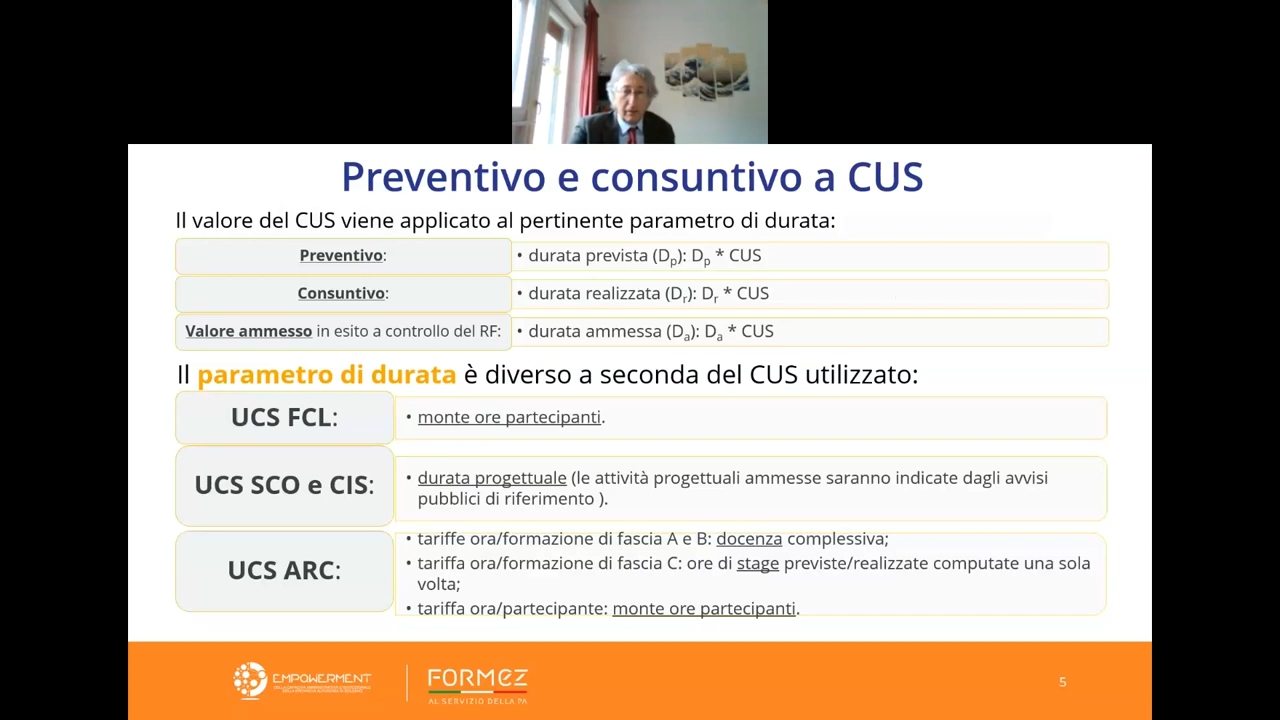 Preventivo e consuntivo a CUS
Il valore del CUS viene applicato al pertinente parametro di durata:
Preventivo:
• durata prevista (Dp): Dp * CUS
Consuntivo:
• durata realizzata (Dr): Dr * CUS
Valore ammesso in esito a controllo del RF:
• durata ammessa (Da): Da * CUS
Il parametro di durata è diverso a seconda del CUS utilizzato:
UCS FCL:
• monte ore partecipanti.
UCS SCO e CIS:
• durata progettuale (le attività progettuali ammesse saranno indicate dagli avvisi
pubblici di riferimento ).
UCS ARC:
• tariffe ora/formazione di fascia A e B: docenza complessiva;
• tariffa ora/formazione di fascia C: ore di stage previste/realizzate computate una sola
volta;
• tariffa ora/partecipante: monte ore partecipanti.
EMPOWERMENT
FORMEZ
AL SERVIZIO DELLA PA
5